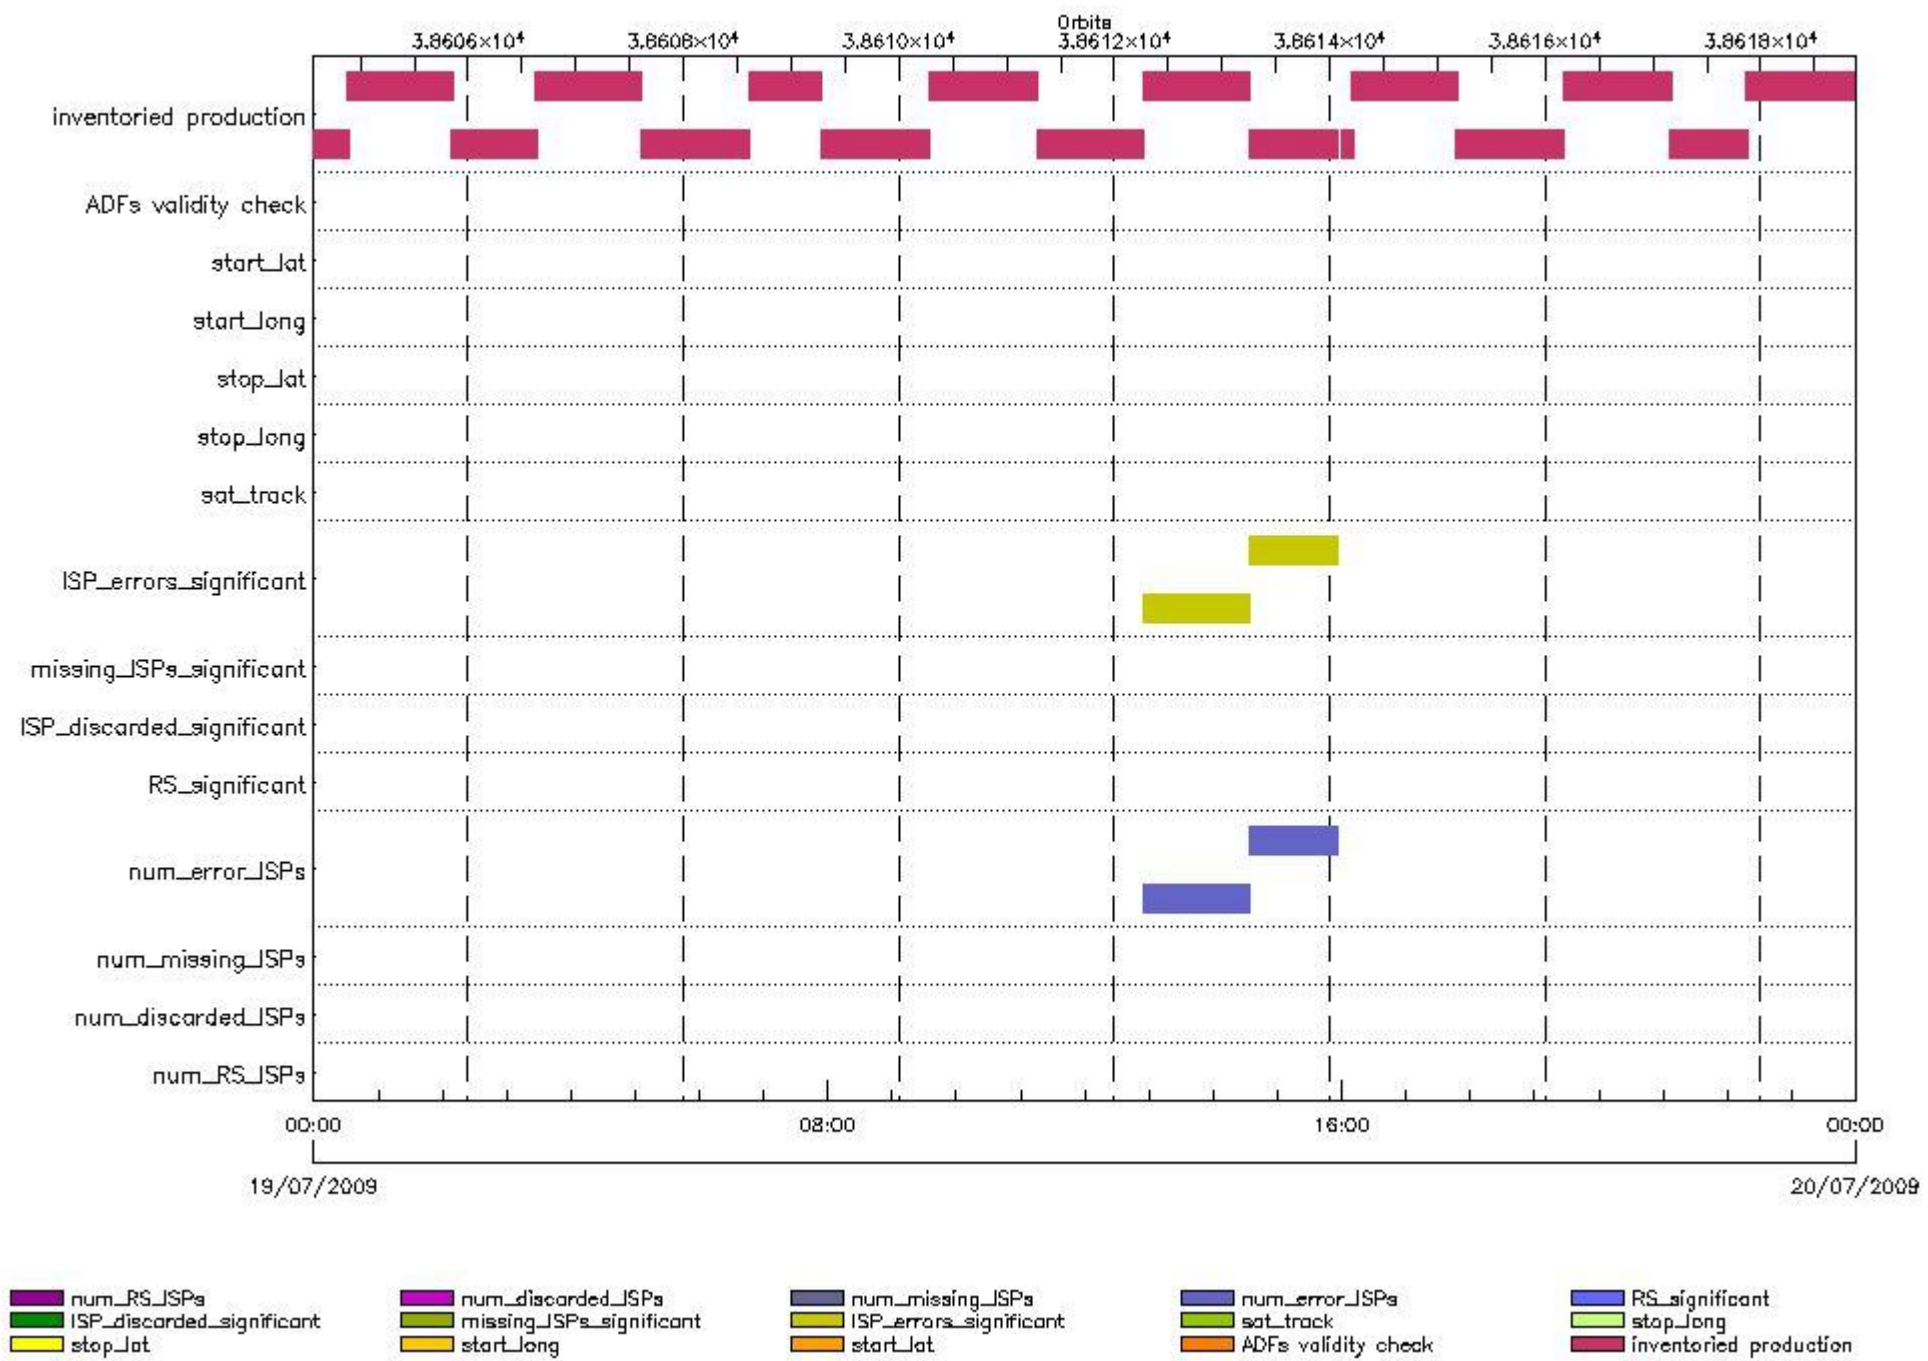 Orbits
3.8606×10⁴ 3.8608×10⁴ 3.8610×10⁴ 3.8612×10⁴ 3.8614×10⁴ 3.8616×10⁴ 3.8618×10⁴
inventoried production
ADFs validity check
start_lat
start_long
stop_lat
stop_long
sat_track
ISP_errors_significant
missing_ISPs_significant
ISP_discarded_significant
RS_significant
num_error_ISPs
num_missing_ISPs
num_discarded_ISPs
num_RS_ISPs
00:00 08:00 16:00 00:00
19/07/2009 20/07/2009
num_RS_ISPs num_discarded_ISPs num_missing_ISPs num_error_ISPs RS_significant
ISP_discarded_significant missing_ISPs_significant ISP_errors_significant sat_track stop_long
stop_lat start_long start_lat ADFs validity check inventoried production